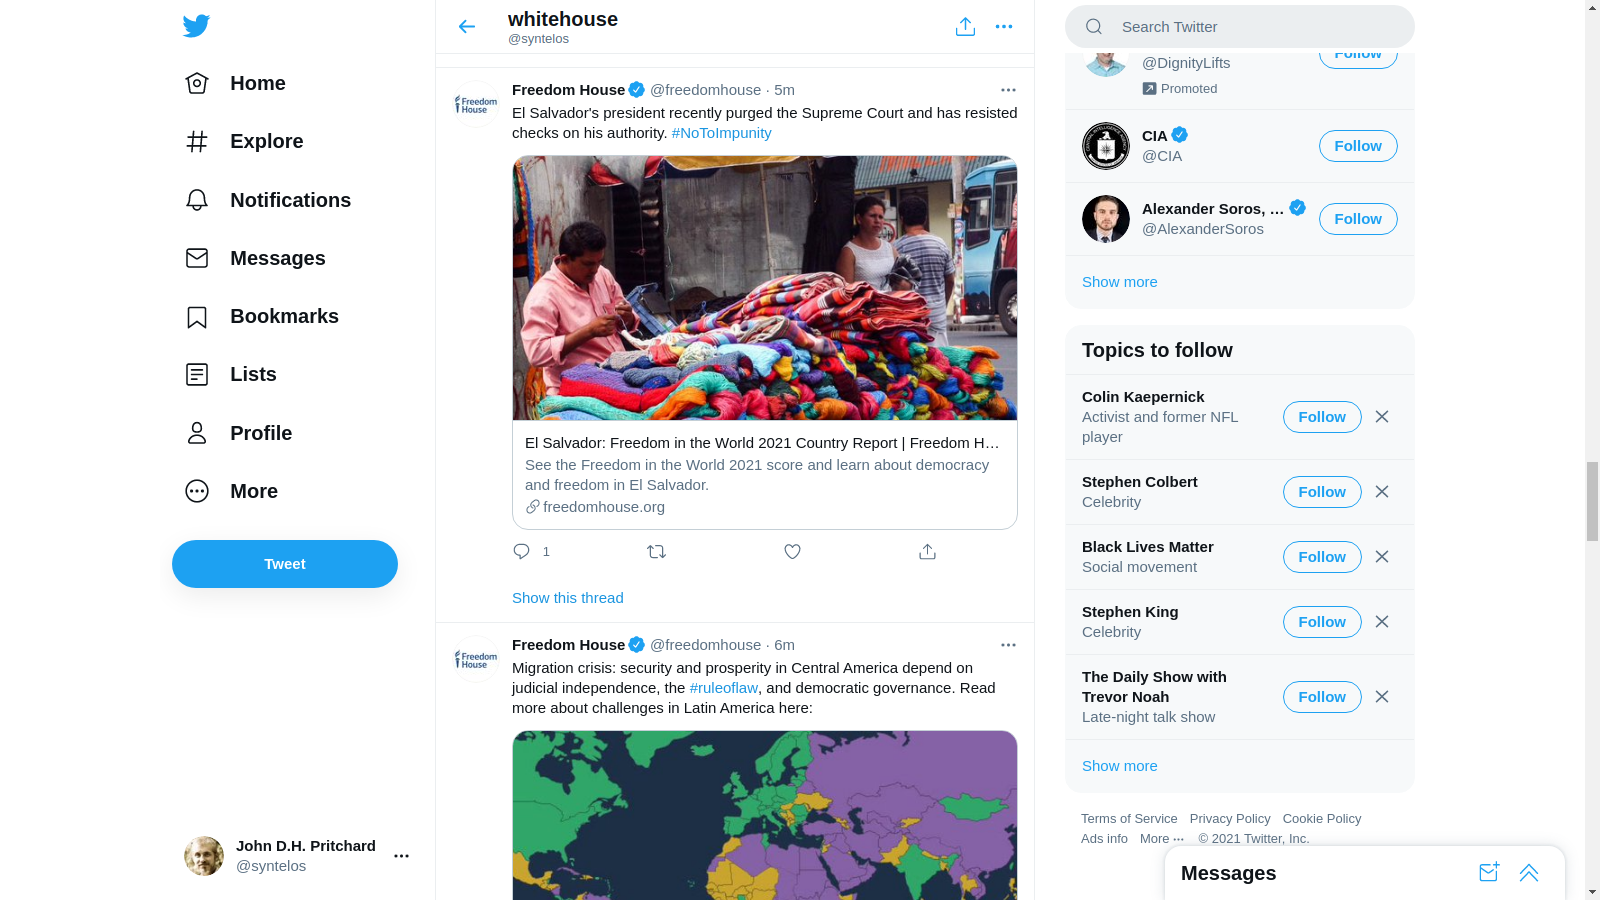 Home
Explore
Notifications
Messages
Bookmarks
Lists
Profile
More
Tweet
John D.H. Pritchard
@syntelos
whitehouse
@syntelos
Freedom House @freedomhouse · 5m
El Salvador's president recently purged the Supreme Court and has resisted
checks on his authority. #NoToImpunity
El Salvador: Freedom in the World 2021 Country Report | Freedom H…
See the Freedom in the World 2021 score and learn about democracy
and freedom in El Salvador.
freedomhouse.org
1
Show this thread
Freedom House @freedomhouse · 6m
Migration crisis: security and prosperity in Central America depend on
judicial independence, the #ruleoflaw, and democratic governance. Read
more about challenges in Latin America here:
Freedom
House
Freedom
House
Search Twitter
@DignityLifts
Follow
Promoted
CIA
@CIA
Follow
Alexander Soros, …
@AlexanderSoros
Follow
Show more
Topics to follow
Colin Kaepernick
Activist and former NFL
player
Follow
Stephen Colbert
Celebrity
Follow
Black Lives Matter
Social movement
Follow
Stephen King
Celebrity
Follow
The Daily Show with
Trevor Noah
Late-night talk show
Follow
Show more
Terms of Service Privacy Policy Cookie Policy
Ads info More ··· © 2021 Twitter, Inc.
Messages